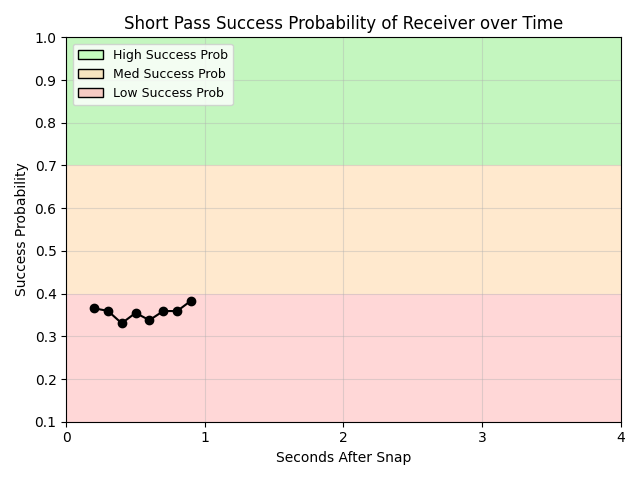 Short Pass Success Probability of Receiver over Time
1.0
0.9
0.8
0.7
0.6
0.5
0.4
0.3
0.2
0.1
High Success Prob
Med Success Prob
Low Success Prob
Success Probability
0 1 2 3 4
Seconds After Snap